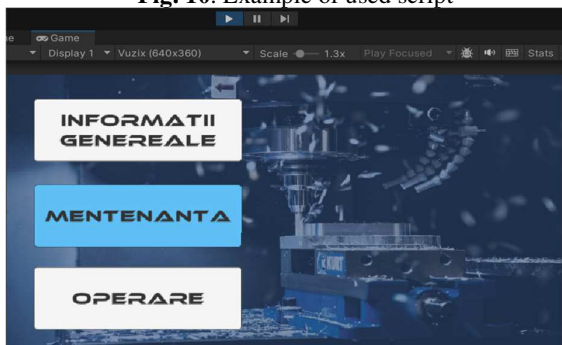 Fig. 10. Example of used script
Game
Display 1 Vuzix (640x360) Scale 1.3x Play Focused Stats
INFORMATII
GENEREALE
MENTENANTA
OPERARE